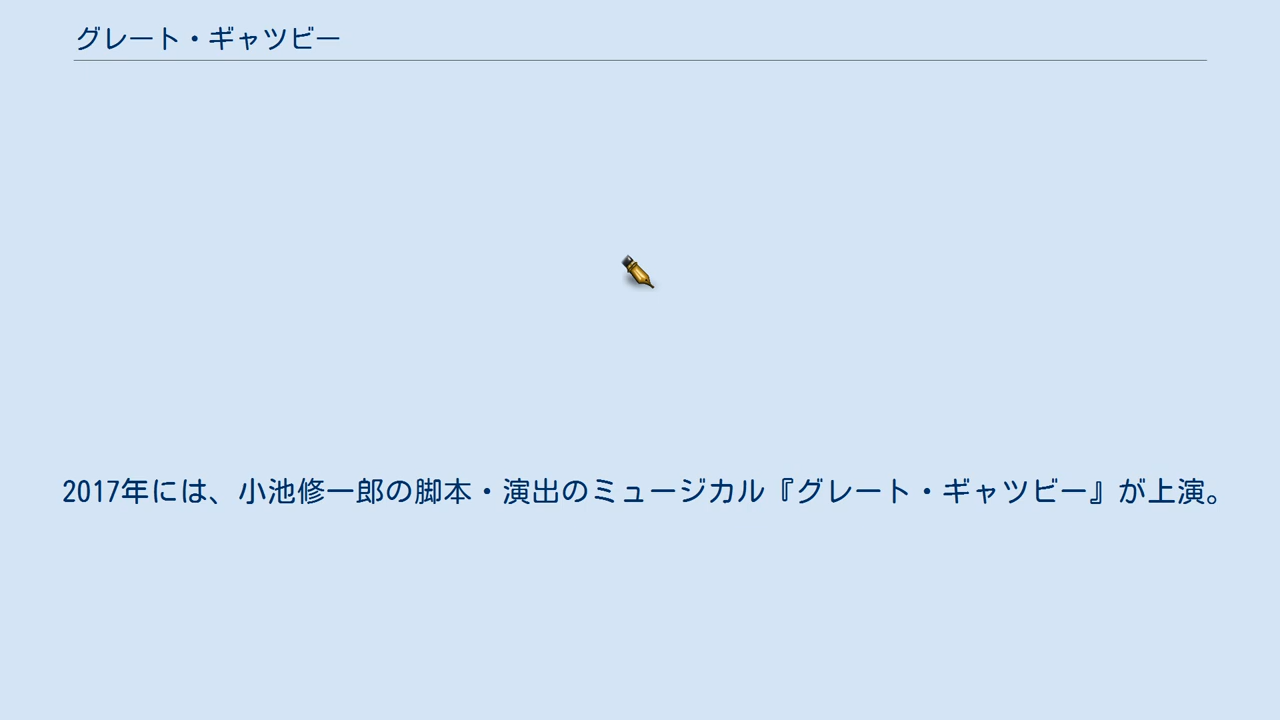 グレート・ギャツビー
2017年には、小池修一郎の脚本・演出のミュージカル『グレート・ギャツビー』が上演。